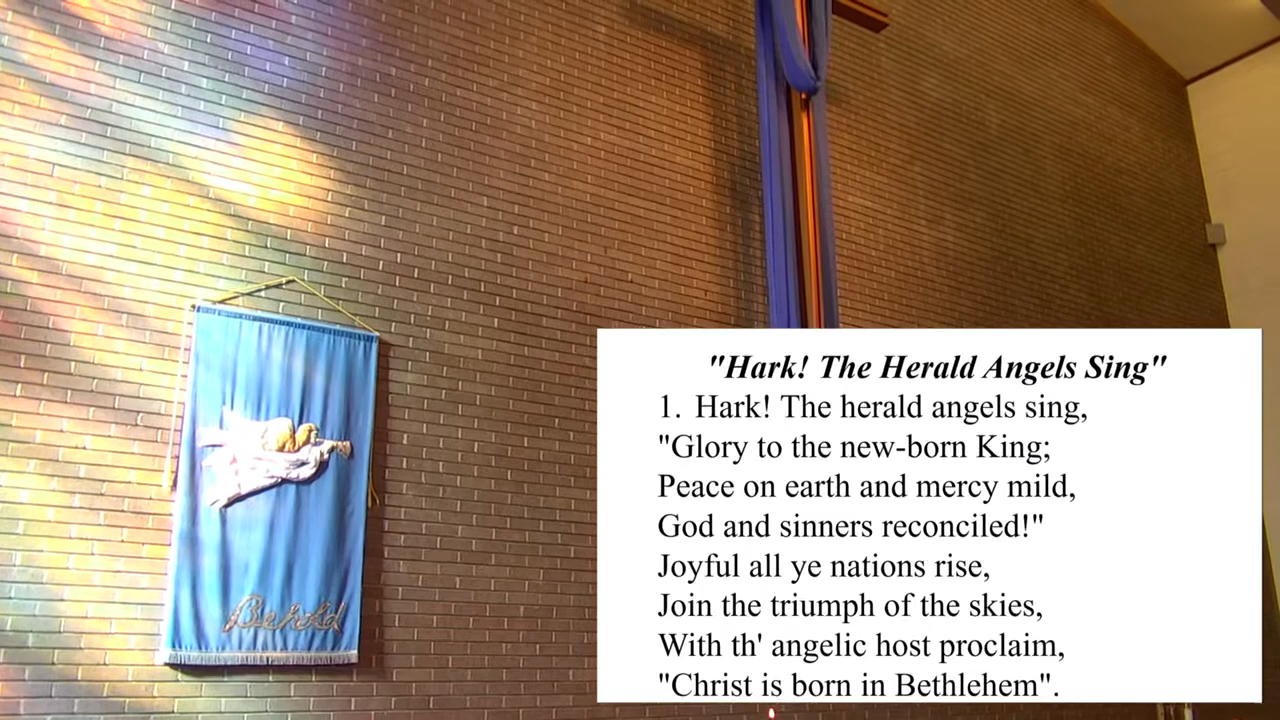 "Hark! The Herald Angels Sing"
1. Hark! The herald angels sing,
"Glory to the new-born King;
Peace on earth and mercy mild,
God and sinners reconciled!"
Joyful all ye nations rise,
Join the triumph of the skies,
With th' angelic host proclaim,
"Christ is born in Bethlehem".
Behold